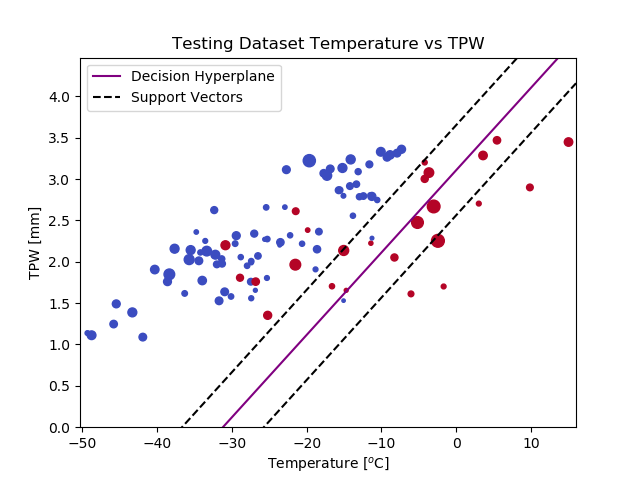 Testing Dataset Temperature vs TPW
Decision Hyperplane
Support Vectors
TPW [mm]
4.0
3.5
3.0
2.5
2.0
1.5
1.0
0.5
0.0
−50 −40 −30 −20 −10 0 10
Temperature [°C]